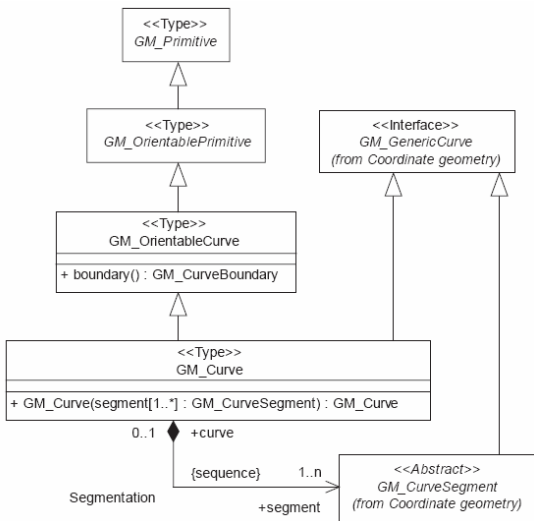 <<Type>>
GM_Primitive
<<Type>>
GM_OrientablePrimitive
<<Interface>>
GM_GenericCurve
(from Coordinate geometry)
<<Type>>
GM_OrientableCurve
+ boundary() : GM_CurveBoundary
<<Type>>
GM_Curve
+ GM_Curve(segment[1..*] : GM_CurveSegment) : GM_Curve
0..1
+curve
{sequence}
1..n
Segmentation
+segment
<<Abstract>>
GM_CurveSegment
(from Coordinate geometry)